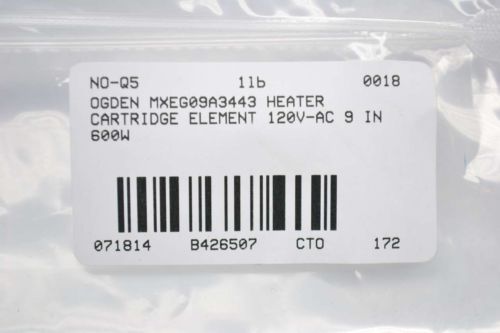 NO-Q5 1lb 0018
OGDEN MXEG09A3443 HEATER
CARTRIDGE ELEMENT 120V-AC 9 IN
600W
071814 B426507 CTO 172